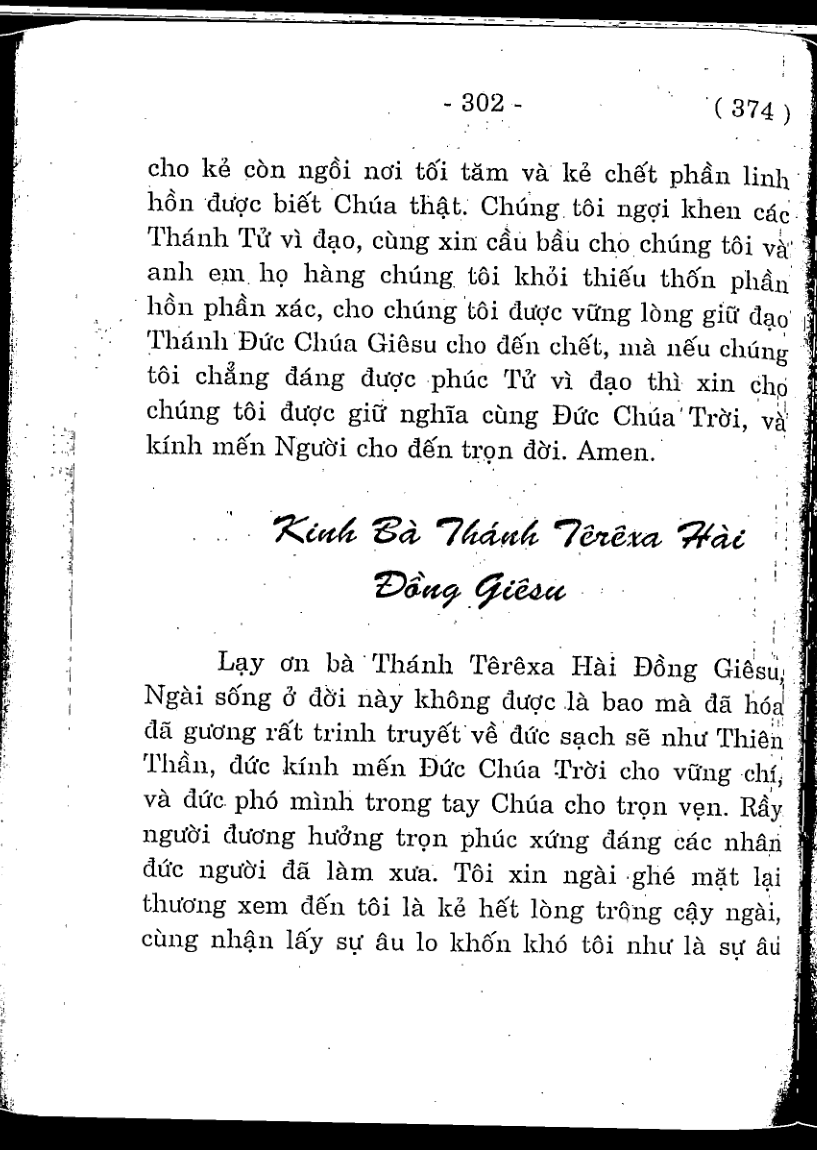 - 302 -
( 374 )
cho kẻ còn ngồi nơi tối tăm và kẻ chết phần linh
hồn được biết Chúa thật. Chúng tôi ngợi khen các
Thánh Tử vì đạo, cùng xin cầu bầu cho chúng tôi và
anh em họ hàng chúng tôi khỏi thiếu thốn phần
hồn phần xác, cho chúng tôi được vững lòng giữ đạo
Thánh Đức Chúa Giêsu cho đến chết, mà nếu chúng
tôi chẳng đáng được phúc Tử vì đạo thì xin cho
chúng tôi được giữ nghĩa cùng Đức Chúa Trời, và
kính mến Người cho đến trọn đời. Amen.
Kinh Bà Thánh Têrêxa Hài
Đồng Giêsu
Lạy ơn bà Thánh Têrêxa Hài Đồng Giêsu,
Ngài sống ở đời này không được là bao mà đã hóa
đã gương rất trinh truyết về đức sạch sẽ như Thiên
Thần, đức kính mến Đức Chúa Trời cho vững chí,
và đức phó mình trong tay Chúa cho trọn vẹn. Rầy
người đương hưởng trọn phúc xứng đáng các nhân
đức người đã làm xưa. Tôi xin ngài ghé mặt lại
thương xem đến tôi là kẻ hết lòng trông cậy ngài,
cùng nhận lấy sự âu lo khốn khó tôi như là sự âu